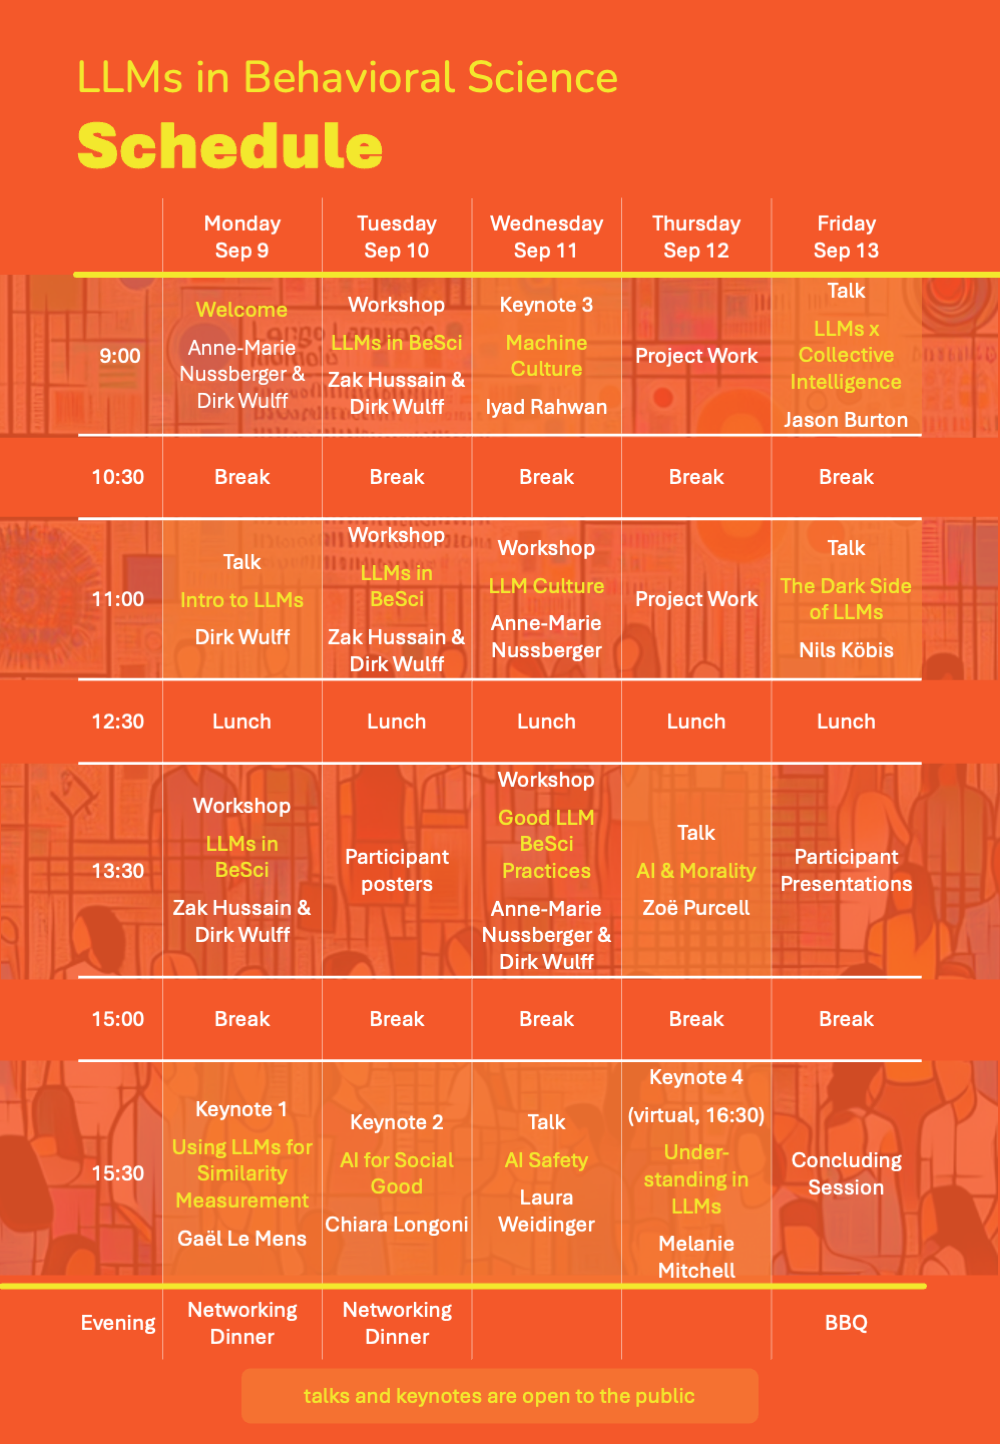 LLMs in Behavioral Science
Schedule
Monday
Sep 9
Tuesday
Sep 10
Wednesday
Sep 11
Thursday
Sep 12
Friday
Sep 13
9:00
Welcome
Anne-Marie
Nussberger &
Dirk Wulff
Workshop
LLMs in BeSci
Zak Hussain &
Dirk Wulff
Keynote 3
Machine
Culture
Iyad Rahwan
Project Work
Talk
LLMs x
Collective
Intelligence
Jason Burton
10:30
Break
Break
Break
Break
Break
11:00
Talk
Intro to LLMs
Dirk Wulff
Workshop
LLMs in
BeSci
Zak Hussain &
Dirk Wulff
Workshop
LLM Culture
Anne-Marie
Nussberger
Project Work
Talk
The Dark Side
of LLMs
Nils Köbis
12:30
Lunch
Lunch
Lunch
Lunch
Lunch
13:30
Workshop
LLMs in
BeSci
Zak Hussain &
Dirk Wulff
Participant
posters
Workshop
Good LLM
BeSci
Practices
Anne-Marie
Nussberger &
Dirk Wulff
Talk
AI & Morality
Zoë Purcell
Participant
Presentations
15:00
Break
Break
Break
Break
Break
15:30
Keynote 1
Using LLMs for
Similarity
Measurement
Gaël Le Mens
Keynote 2
AI for Social
Good
Chiara Longoni
Talk
AI Safety
Laura
Weidinger
Keynote 4
(virtual, 16:30)
Under-
standing in
LLMs
Melanie
Mitchell
Concluding
Session
Evening
Networking
Dinner
Networking
Dinner
BBQ
talks and keynotes are open to the public